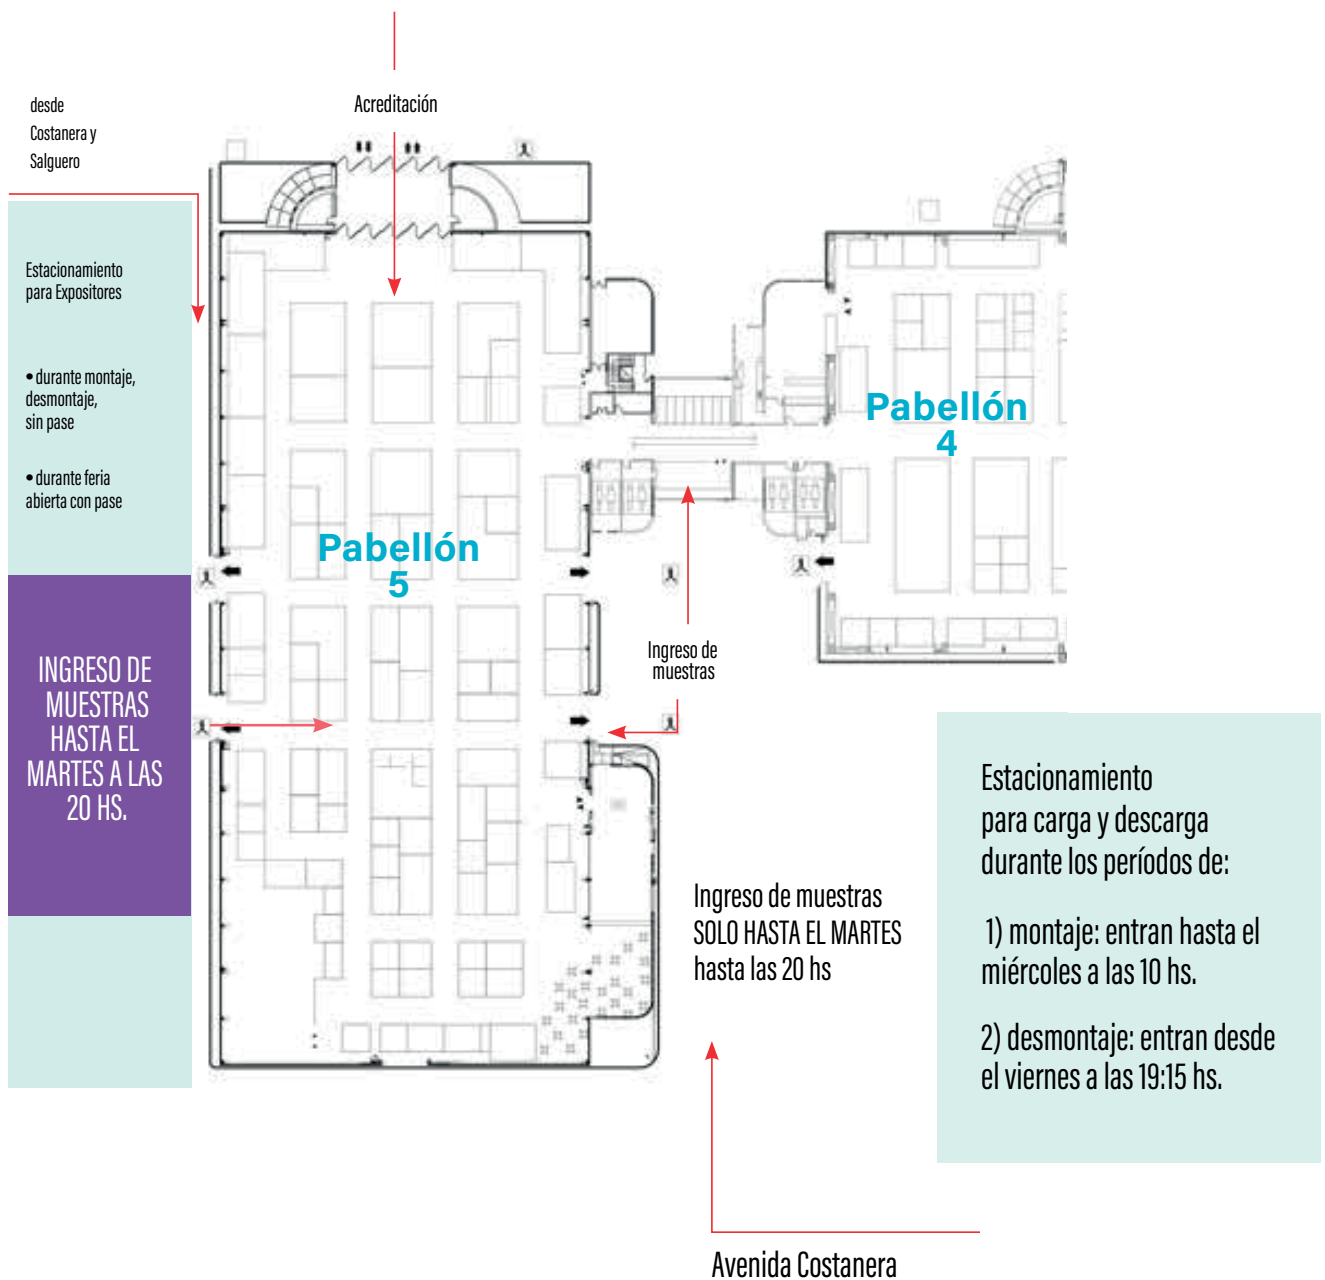 desde
Costanera y
Salguero
Acreditación
Estacionamiento
para Expositores
• durante montaje,
desmontaje,
sin pase
• durante feria
abierta con pase
INGRESO DE
MUESTRAS
HASTA EL
MARTES A LAS
20 HS.
Pabellón
5
Pabellón
4
Ingreso de
muestras
Ingreso de muestras
SOLO HASTA EL MARTES
hasta las 20 hs
Estacionamiento
para carga y descarga
durante los períodos de:
1) montaje: entran hasta el
miércoles a las 10 hs.
2) desmontaje: entran desde
el viernes a las 19:15 hs.
Avenida Costanera